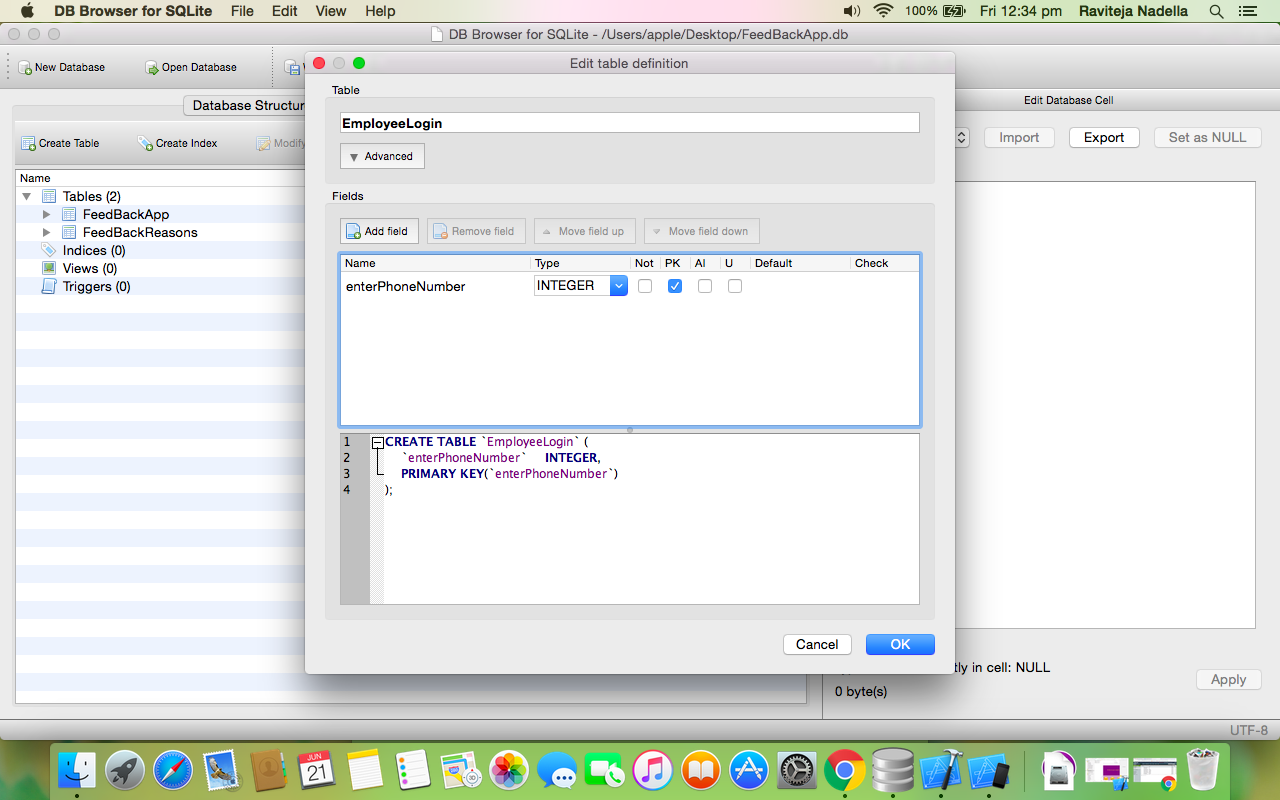 DB Browser for SQLite File Edit View Help 100% Fri 12:34 pm Raviteja Nadella
DB Browser for SQLite - /Users/apple/Desktop/FeedBackApp.db
New Database Open Database
Edit table definition
Table
EmployeeLogin
Advanced
Database Structur
Edit Database Cell
Create Table Create Index Modify
Import Export Set as NULL
Name
Tables (2)
FeedBackApp
FeedBackReasons
Indices (0)
Views (0)
Triggers (0)
Fields
Add field Remove field Move field up Move field down
Name Type Not PK AI U Default Check
enterPhoneNumber INTEGER
1 CREATE TABLE `EmployeeLogin` (
2 `enterPhoneNumber` INTEGER,
3 PRIMARY KEY(`enterPhoneNumber`)
4 );
Cancel OK
tly in cell: NULL
0 byte(s)
Apply
UTF-8
JUN
21